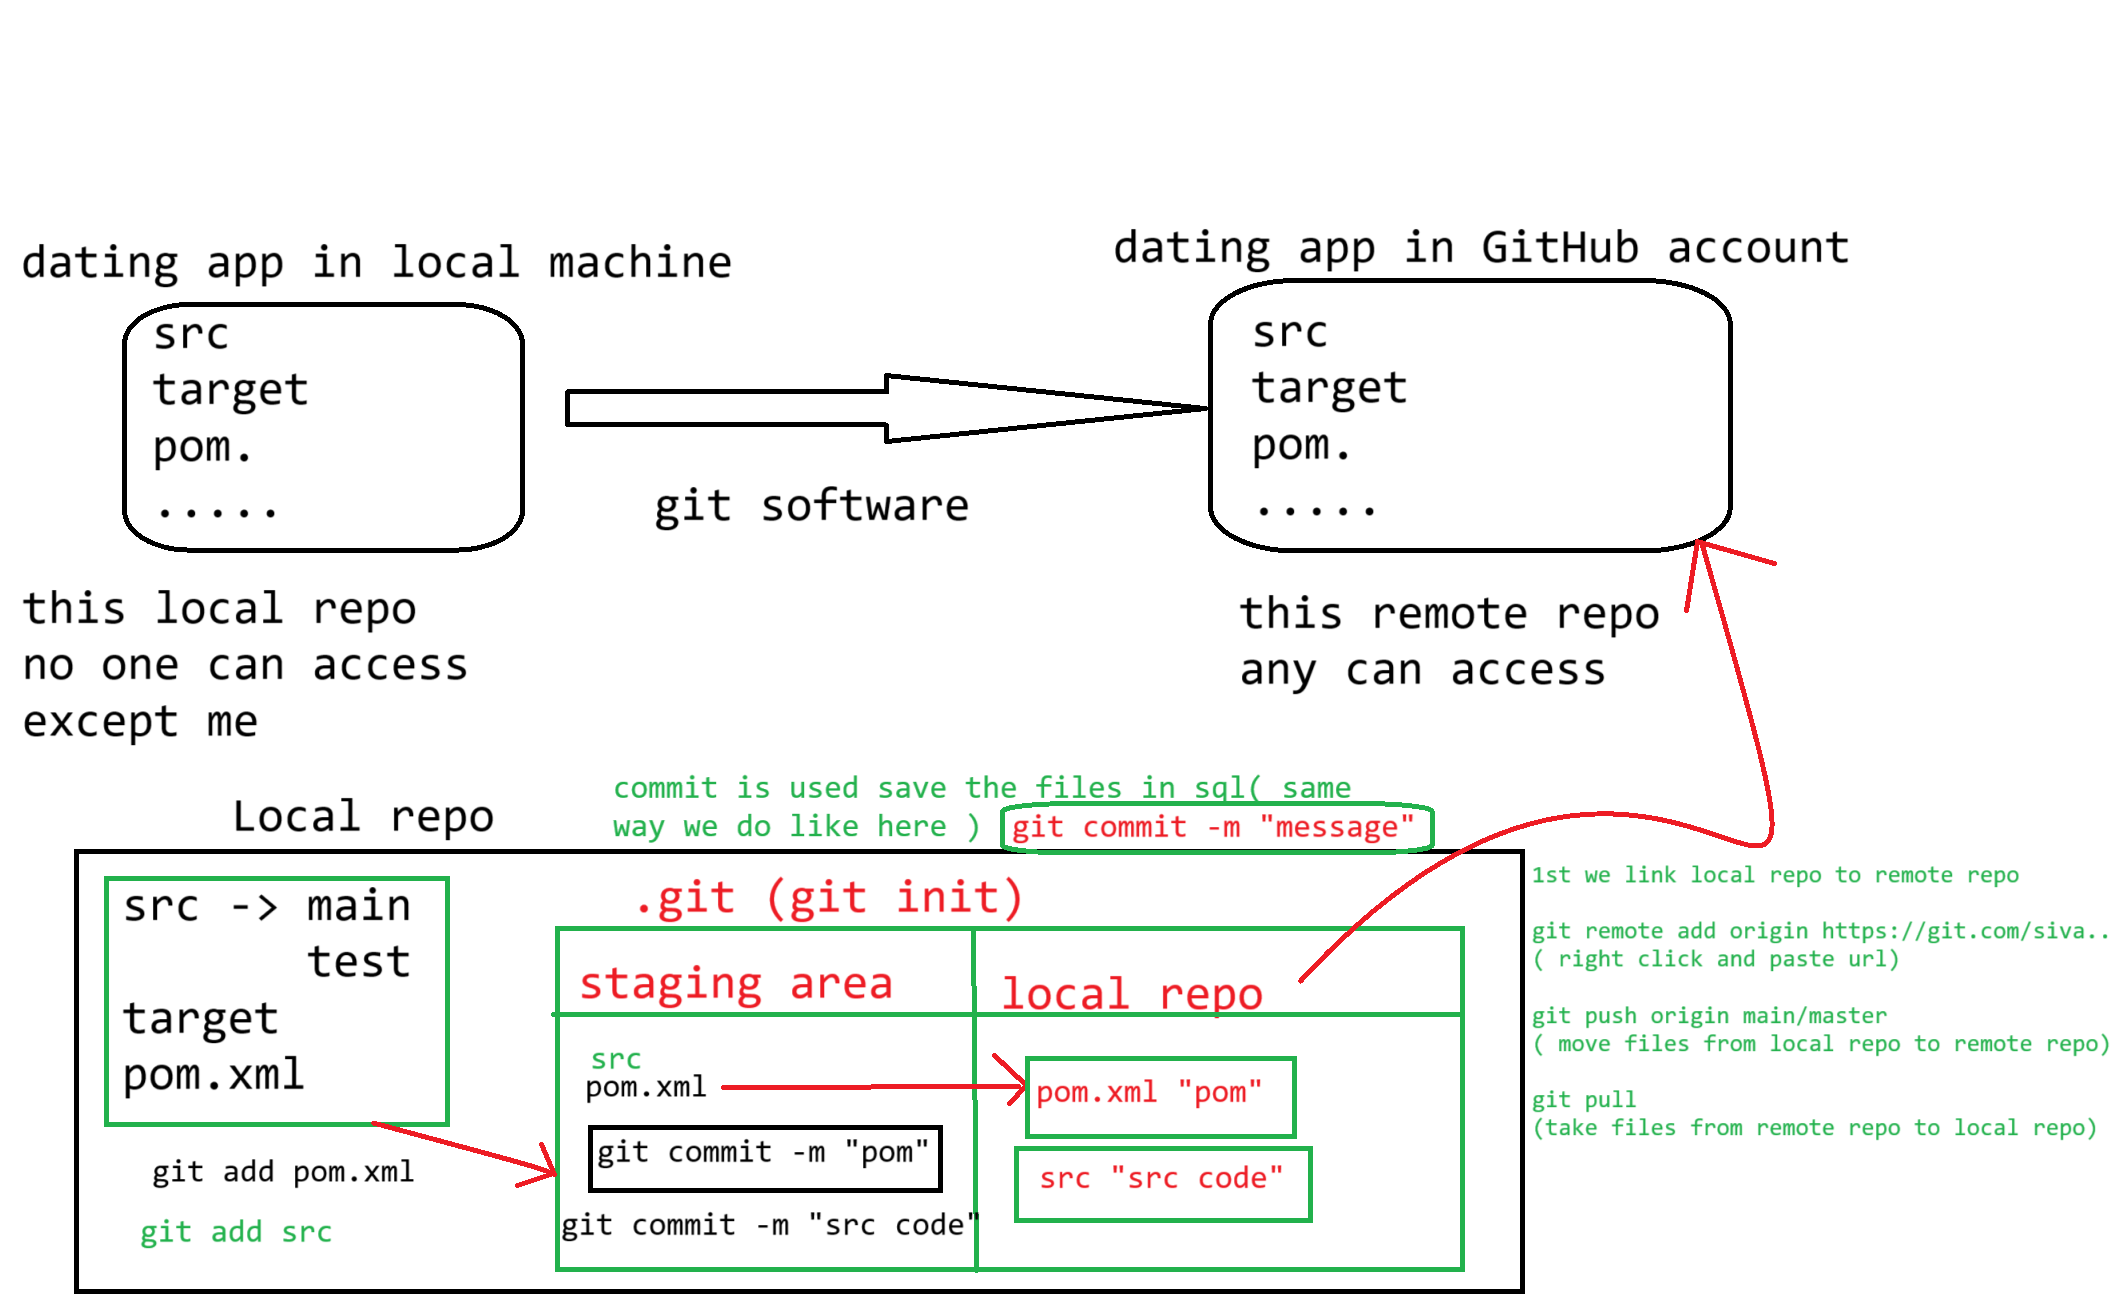 dating app in local machine
src
target
pom.
.....
this local repo
no one can access
except me
git software
dating app in GitHub account
src
target
pom.
.....
this remote repo
any can access
commit is used save the files in sql( same
way we do like here )
git commit -m "message"
Local repo
src -> main
test
target
pom.xml
git add pom.xml
git add src
.git (git init)
staging area
src
pom.xml
git commit -m "pom"
git commit -m "src code"
local repo
pom.xml "pom"
src "src code"
1st we link local repo to remote repo
git remote add origin https://git.com/siva..
( right click and paste url)
git push origin main/master
( move files from local repo to remote repo)
git pull
(take files from remote repo to local repo)